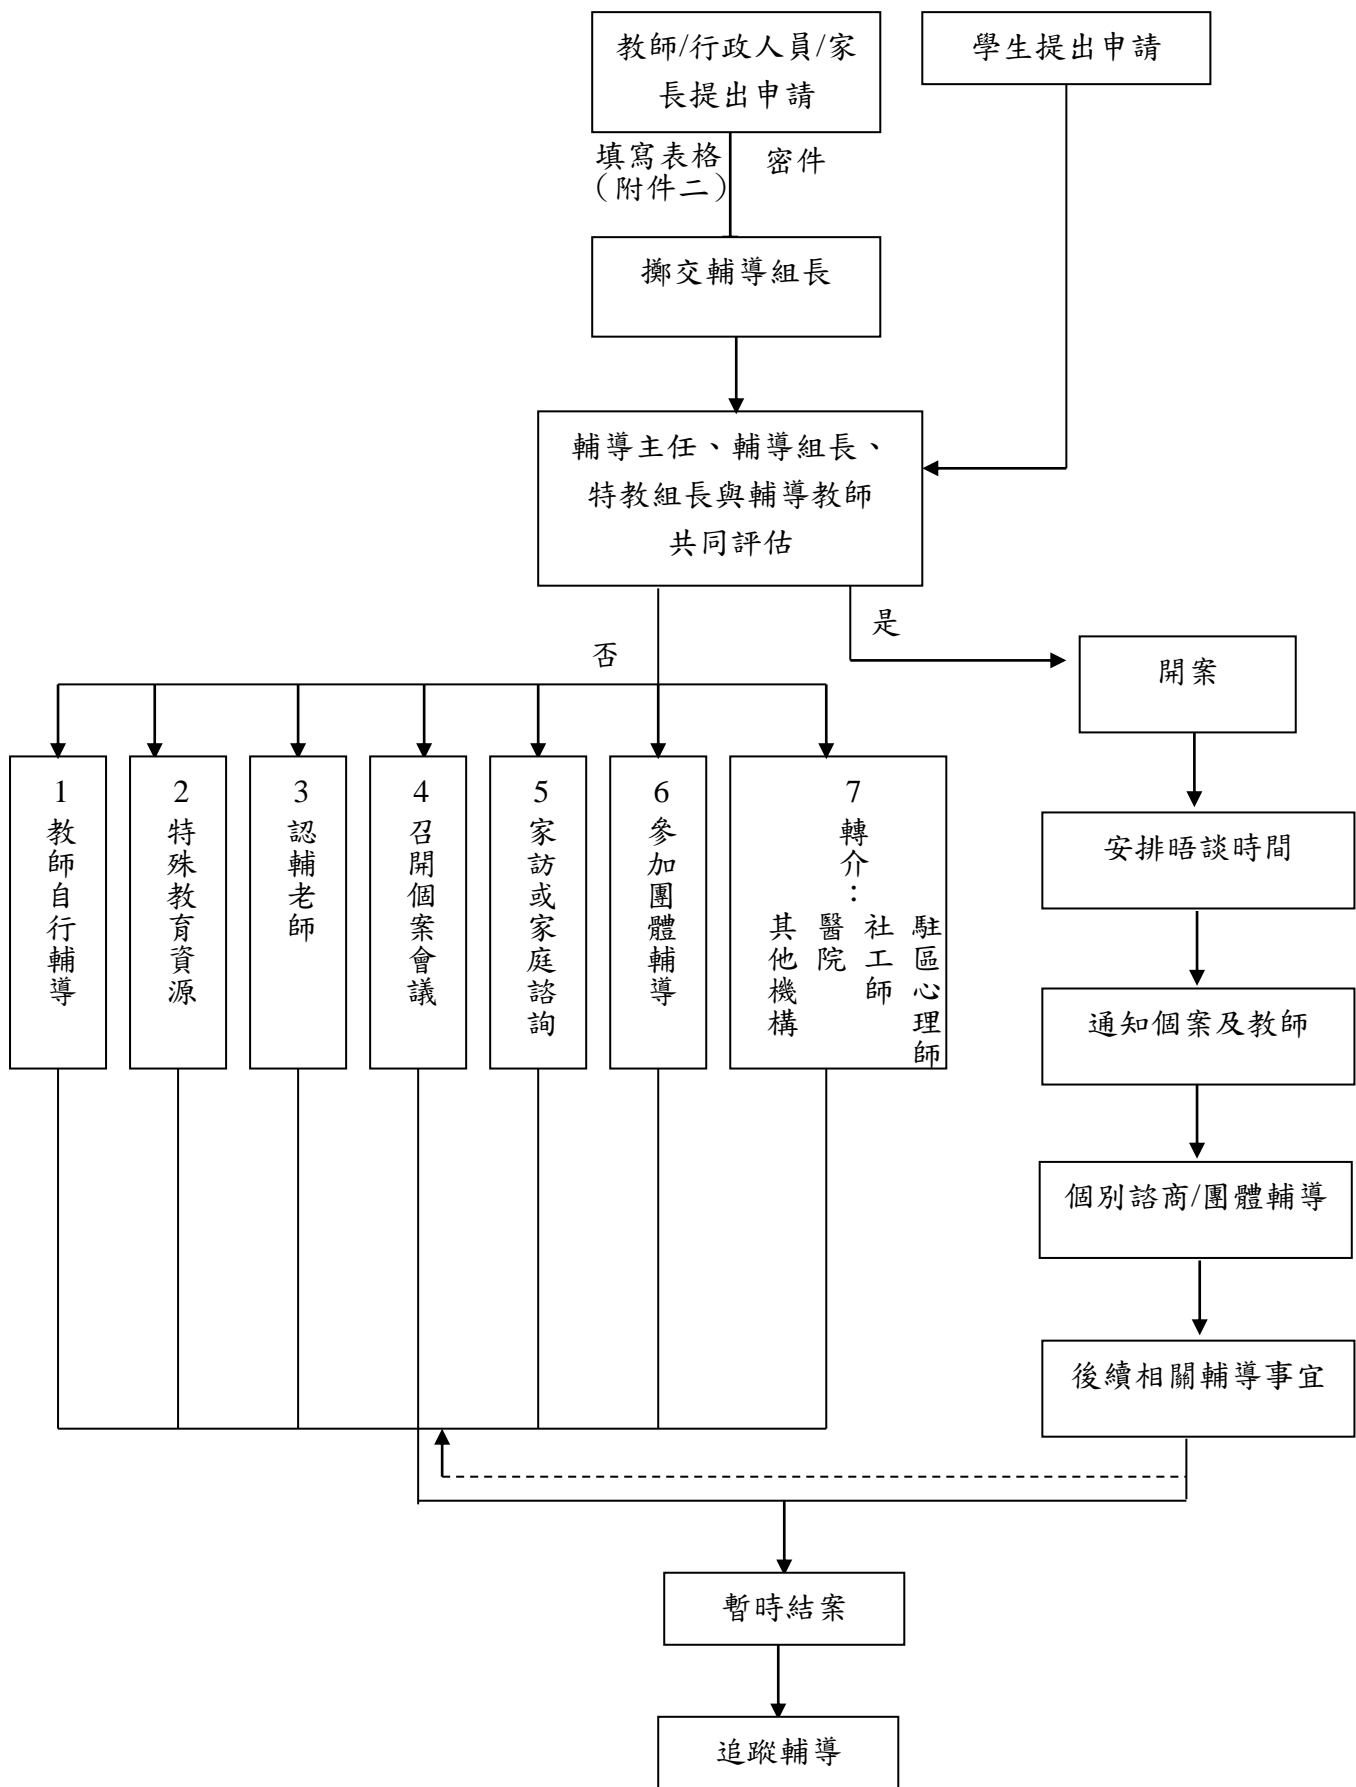 教師/行政人員/家
長提出申請
學生提出申請
填寫表格
（附件二）
密件
擲交輔導組長
輔導主任、輔導組長、
特教組長與輔導教師
共同評估
否
是
開案
1
教師自行輔導
2
特殊教育資源
3
認輔老師
4
召開個案會議
5
家訪或家庭諮詢
6
參加團體輔導
7
轉介：
駐區心理師
社工師
醫院
其他機構
安排晤談時間
通知個案及教師
個別諮商/團體輔導
後續相關輔導事宜
暫時結案
追蹤輔導